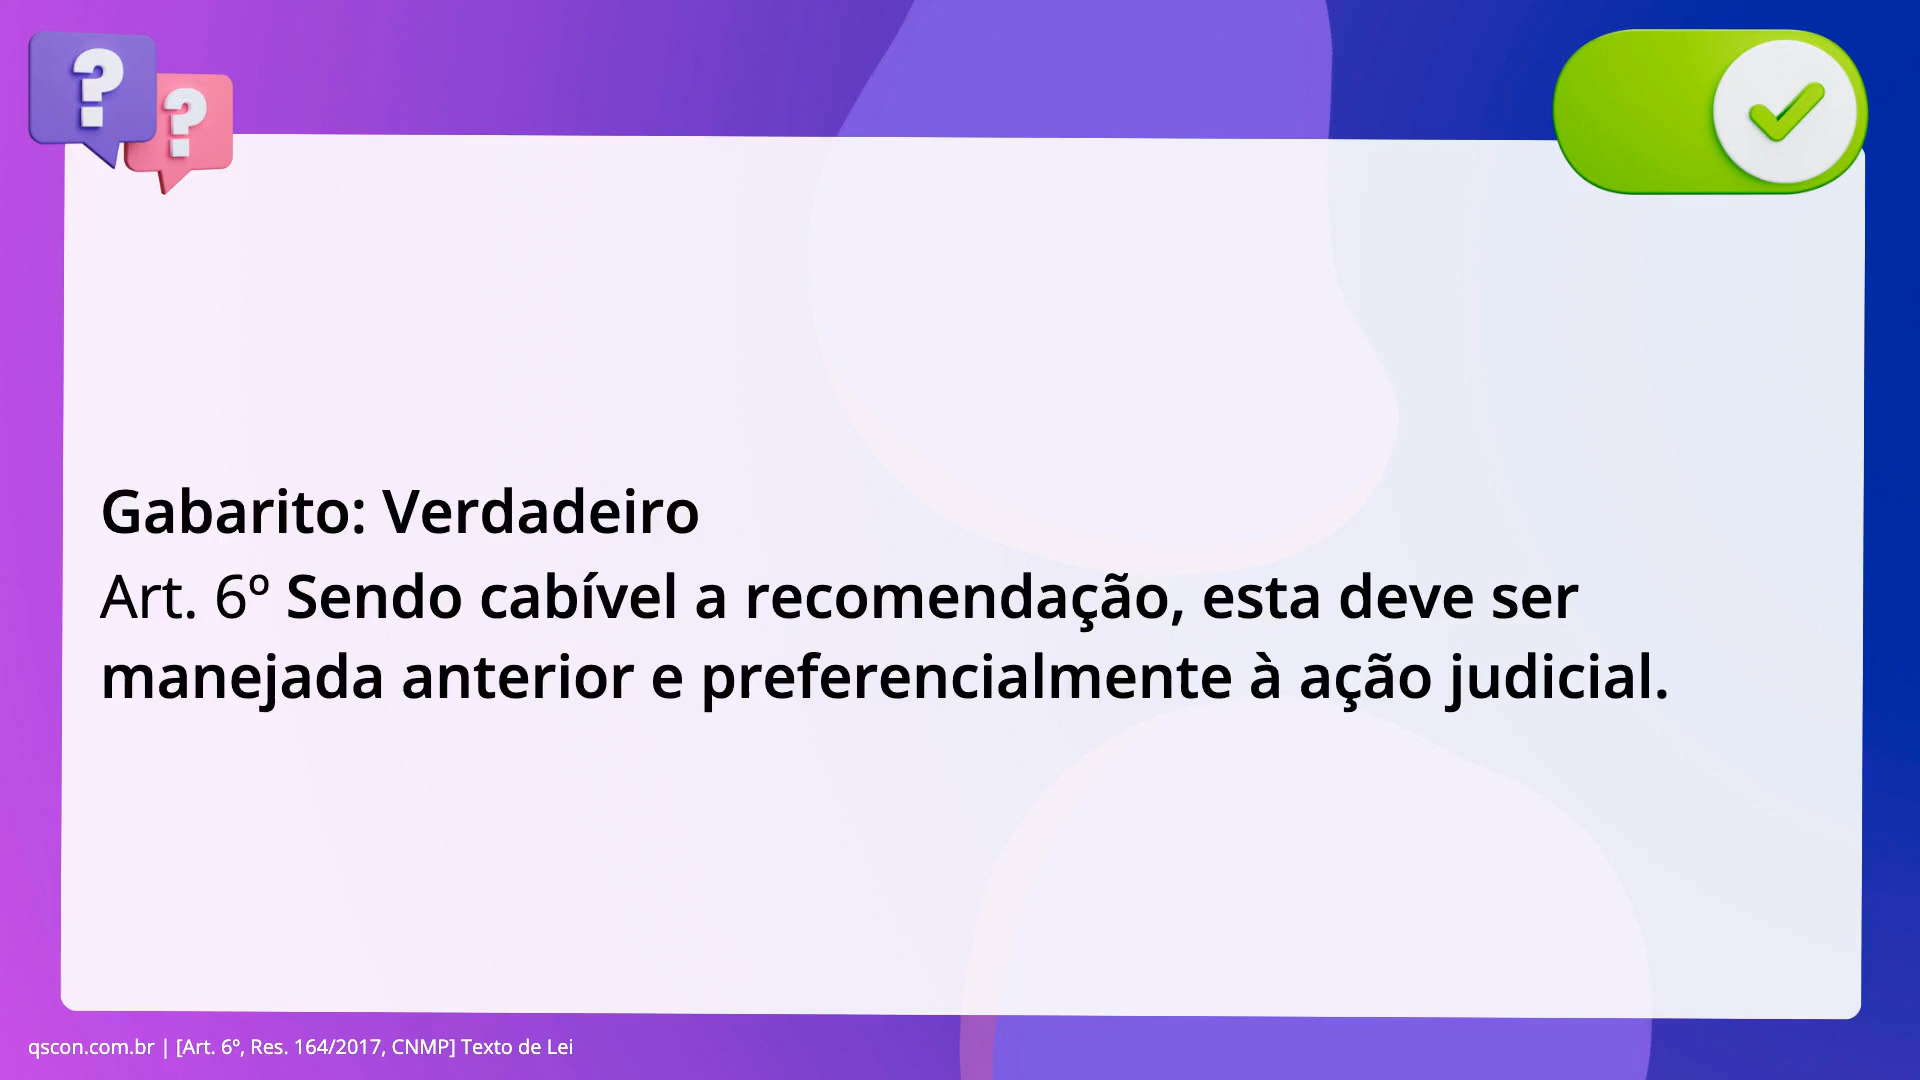 Gabarito: Verdadeiro
Art. 6º Sendo cabível a recomendação, esta deve ser
manejada anterior e preferencialmente à ação judicial.
qscon.com.br | [Art. 6º, Res. 164/2017, CNMP] Texto de Lei